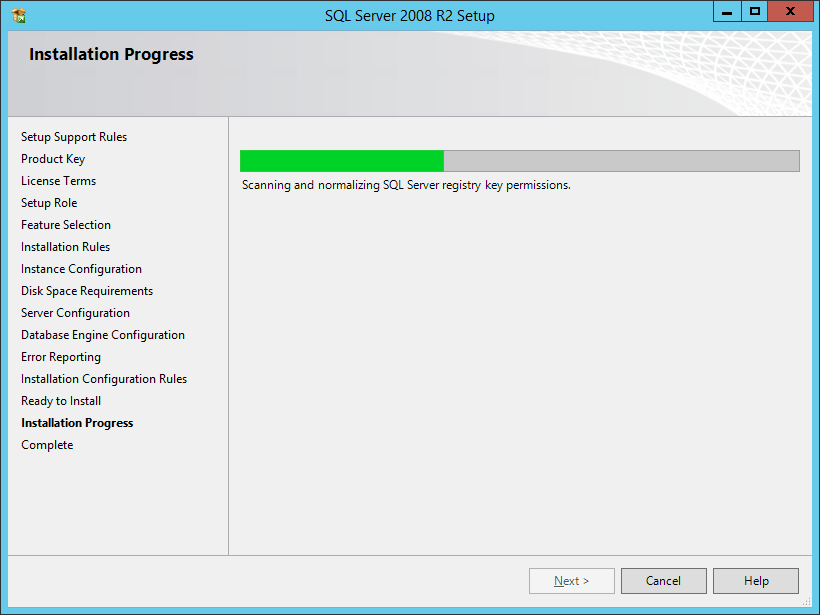 SQL Server 2008 R2 Setup
Installation Progress
Setup Support Rules
Product Key
License Terms
Setup Role
Feature Selection
Installation Rules
Instance Configuration
Disk Space Requirements
Server Configuration
Database Engine Configuration
Error Reporting
Installation Configuration Rules
Ready to Install
Installation Progress
Complete
Scanning and normalizing SQL Server registry key permissions.
Next >
Cancel
Help